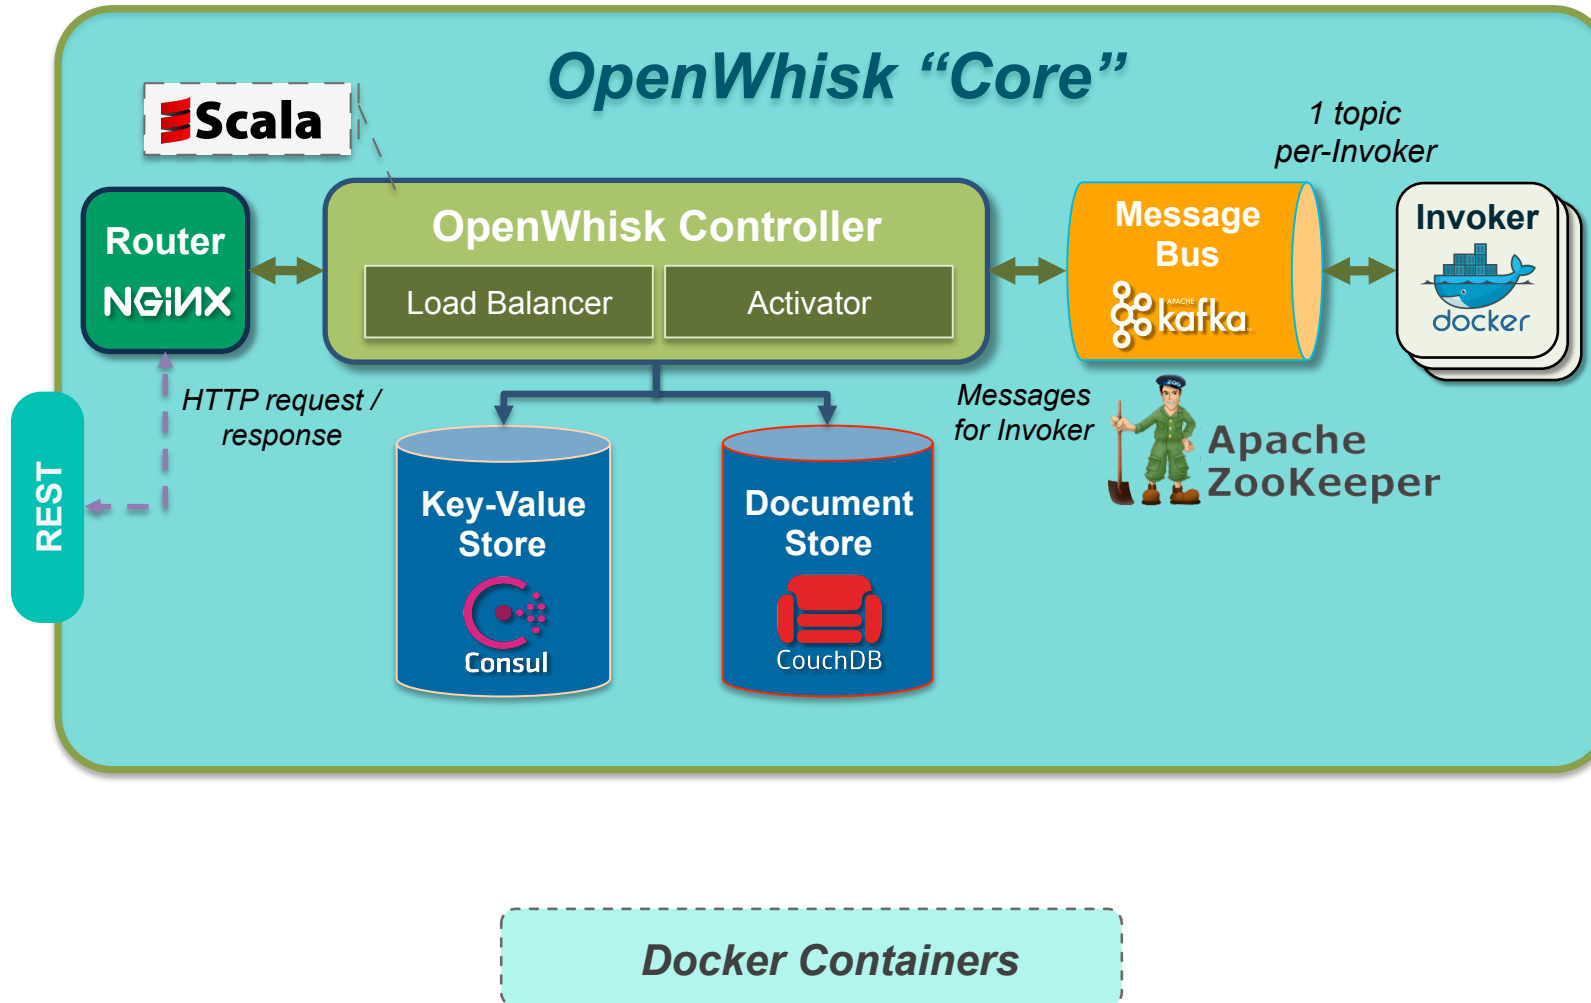 OpenWhisk “Core”
Scala
1 topic
per-Invoker
Router
NGiNX
OpenWhisk Controller
Load Balancer
Activator
Message
Bus
APACHE
kafka
Invoker
docker
HTTP request /
response
Messages
for Invoker
ZOO
Apache
ZooKeeper
REST
Key-Value
Store
Consul
Document
Store
CouchDB
Docker Containers